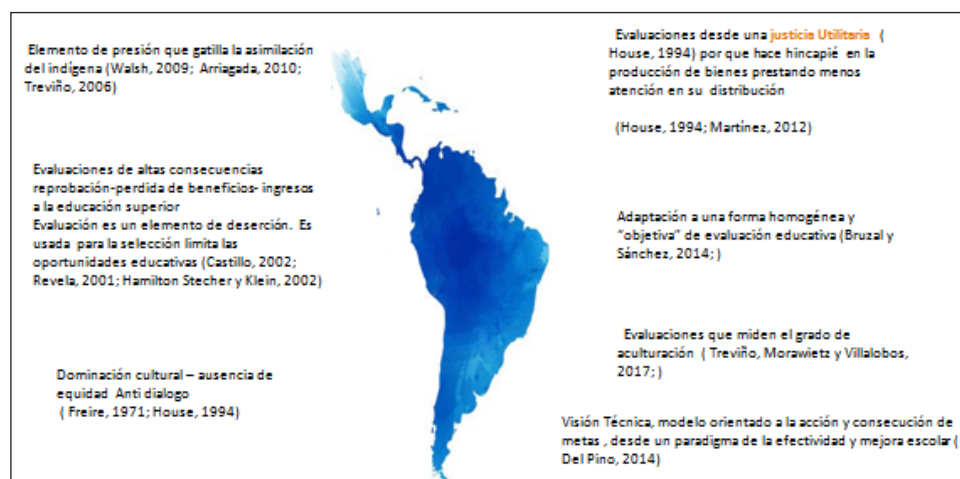 Elemento de presión que gatilla la asimilación
del indígena (Walsh, 2009; Arriagada, 2010;
Treviño, 2006)
Evaluaciones de altas consecuencias
reprobación-perdida de beneficios- ingresos
a la educación superior
Evaluación es un elemento de deserción. Es
usada para la selección limita las
oportunidades educativas (Castillo, 2002;
Revela, 2001; Hamilton Stecher y Klein, 2002)
Dominación cultural – ausencia de
equidad Anti dialogo
( Freire, 1971; House, 1994)
Evaluaciones desde una justicia Utilitaria (
House, 1994) por que hace hincapié en la
producción de bienes prestando menos
atención en su distribución
(House, 1994; Martínez, 2012)
Adaptación a una forma homogénea y
“objetiva” de evaluación educativa (Bruzal y
Sánchez, 2014; )
Evaluaciones que miden el grado de
aculturación ( Treviño, Morawietz y Villalobos,
2017; )
Visión Técnica, modelo orientado a la acción y consecución de
metas , desde un paradigma de la efectividad y mejora escolar (
Del Pino, 2014)